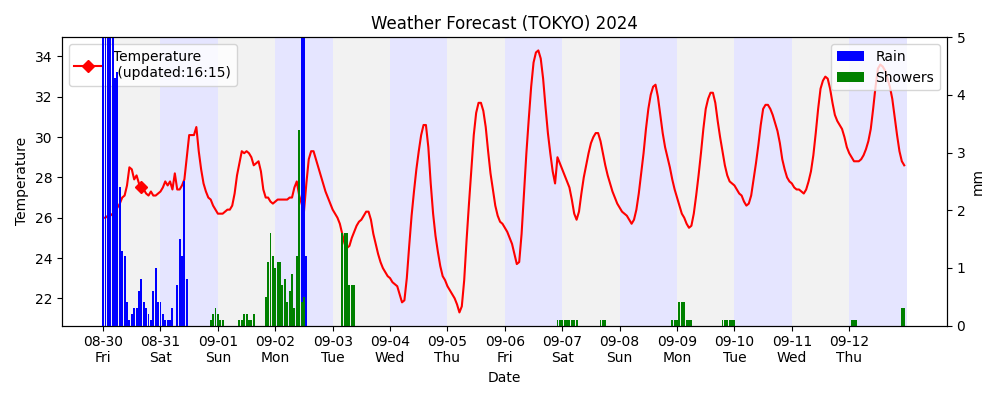 Weather Forecast (TOKYO) 2024
Temperature
(updated:16:15)
Rain
Showers
Temperature
34
32
30
28
26
24
22
5
4
3
2
1
0
mm
08-30 08-31 09-01 09-02 09-03 09-04 09-05 09-06 09-07 09-08 09-09 09-10 09-11 09-12
Fri Sat Sun Mon Tue Wed Thu Fri Sat Sun Mon Tue Wed Thu
Date